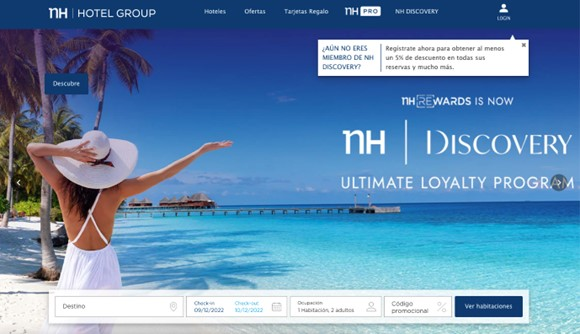 nH | HOTEL GROUP
Hoteles
Ofertas
Tarjetas Regalo
nH PRO
NH DISCOVERY
LOGIN
¿AÚN NO ERES
MIEMBRO DE NH
DISCOVERY?
Regístrate ahora para obtener al menos
un 5% de descuento en todas sus
reservas y mucho más.
Descubre
nH REWARDS IS NOW
nH | DISCOVERY
ULTIMATE LOYALTY PROGRAM
Destino
Check-in
09/12/2022
Check-out
10/12/2022
Ocupación
1 Habitación, 2 adultos
Código
promocional
Ver habitaciones